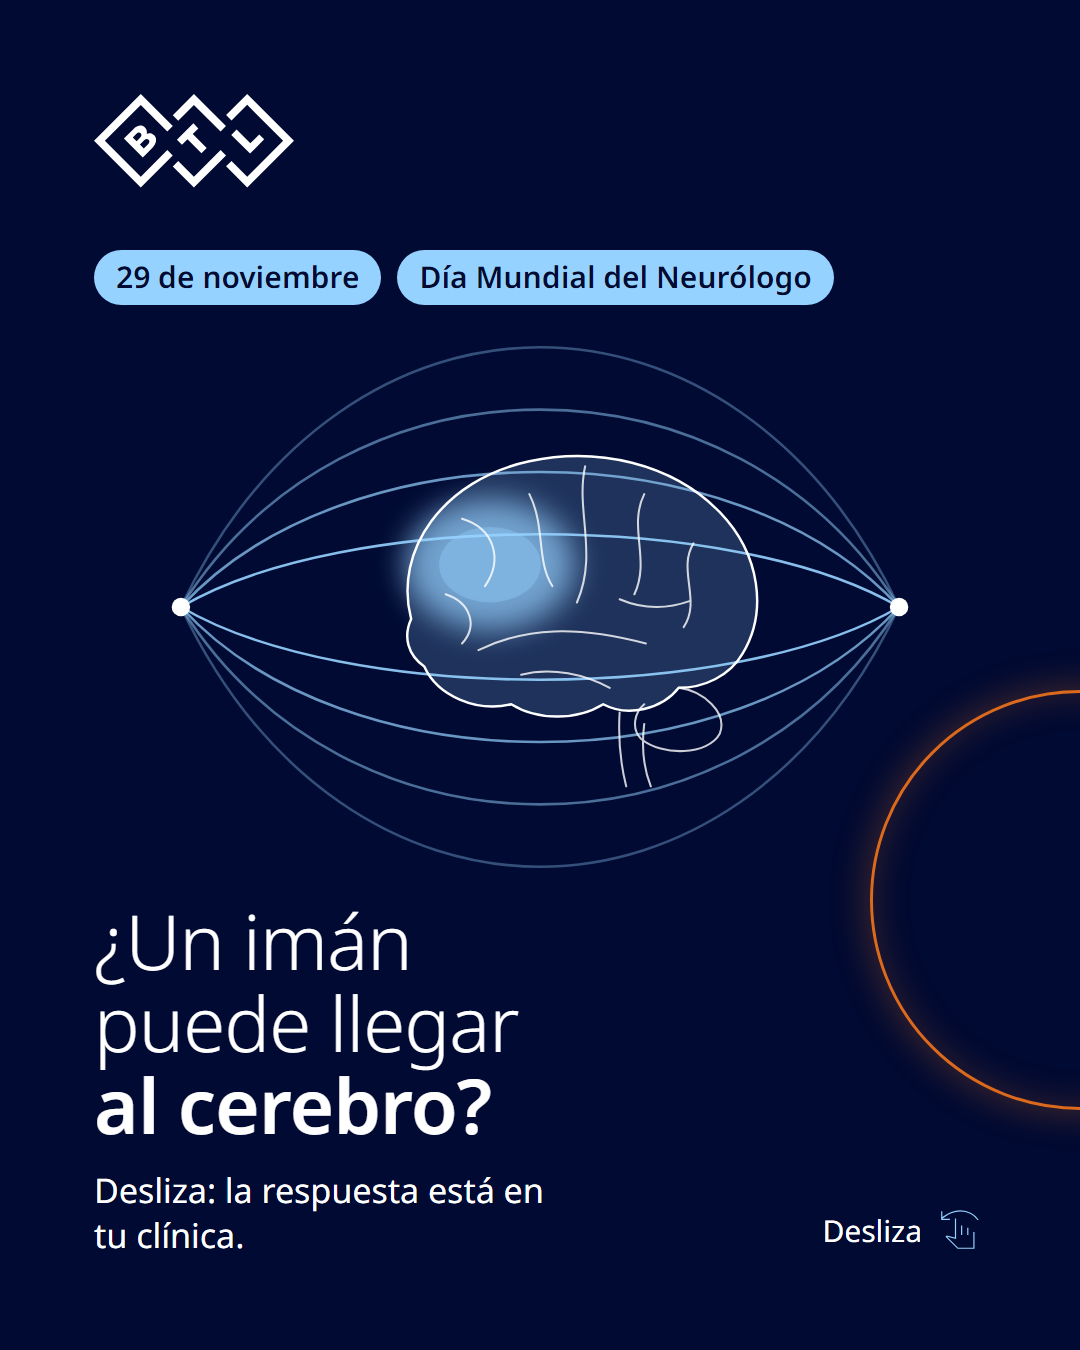 BTL
29 de noviembre
Día Mundial del Neurólogo
¿Un imán
puede llegar
al cerebro?
Desliza: la respuesta está en
tu clínica.
Desliza